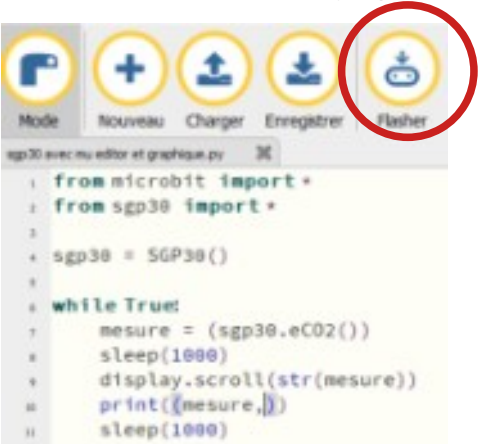 Mode Nouveau Charger Enregistrer Flasher
sgp30 avec mu editor et graphique.py
1 from microbit import *
2 from sgp30 import *
3
4 sgp30 = SGP30()
5
6 while True:
7 mesure = (sgp30.eCO2())
8 sleep(1000)
9 display.scroll(str(mesure))
10 print((mesure,))
11 sleep(1000)